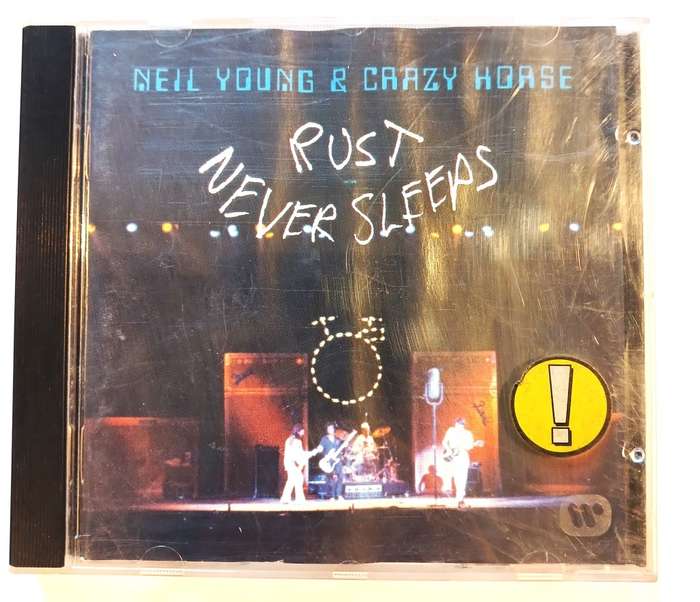 NEIL YOUNG & CRAZY HORSE
RUST
NEVER SLEEPS
!